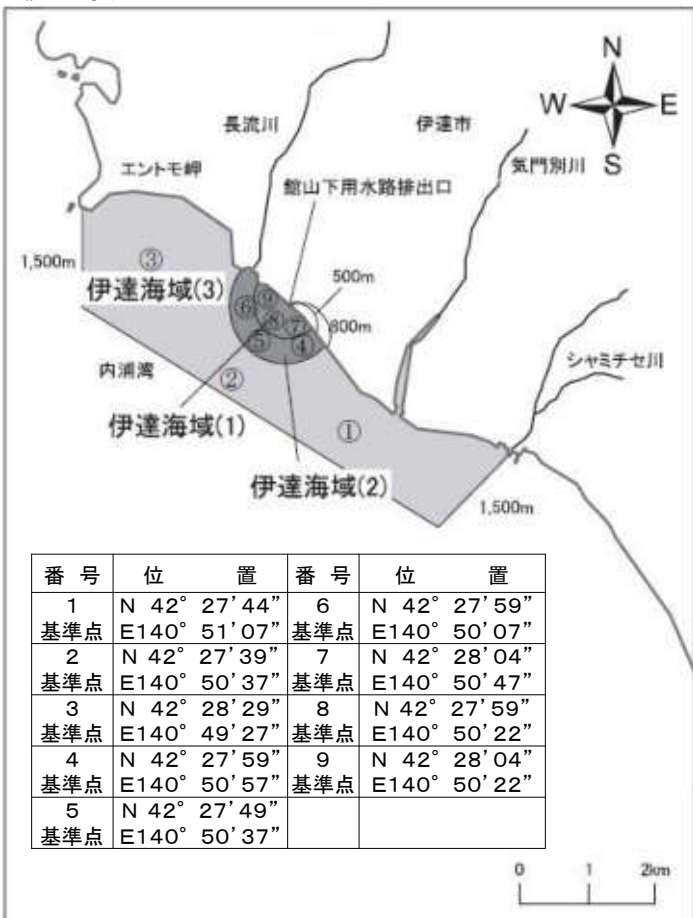 N
W
E
S
長流川
伊達市
気門別川
エントモ岬
館山下用水路排出口
1,500m
③
500m
伊達海域(3)
⑨
⑥
⑧
⑦
800m
⑤
④
シャミチセ川
内浦湾
②
伊達海域(1)
①
伊達海域(2)
1,500m
番 号 位 置 番 号 位 置
1 N 42° 27'44” 6 N 42° 27'59”
基準点 E140° 51'07” 基準点 E140° 50'07”
2 N 42° 27'39” 7 N 42° 28'04”
基準点 E140° 50'37” 基準点 E140° 50'47”
3 N 42° 28'29” 8 N 42° 27'59”
基準点 E140° 49'27” 基準点 E140° 50'22”
4 N 42° 27'59” 9 N 42° 28'04”
基準点 E140° 50'57” 基準点 E140° 50'22”
5 N 42° 27'49”
基準点 E140° 50'37”
0 1 2km